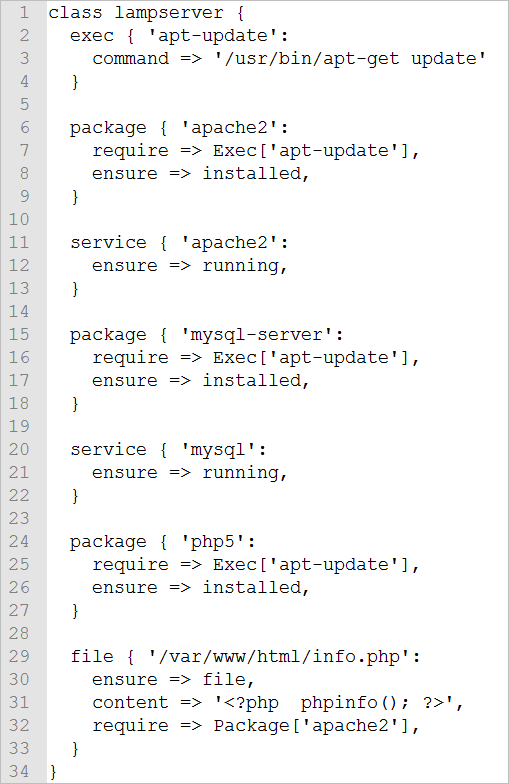 1 class lampserver {
2   exec { 'apt-update':
3     command => '/usr/bin/apt-get update'
4   }
5
6   package { 'apache2':
7     require => Exec['apt-update'],
8     ensure => installed,
9   }
10
11   service { 'apache2':
12     ensure => running,
13   }
14
15   package { 'mysql-server':
16     require => Exec['apt-update'],
17     ensure => installed,
18   }
19
20   service { 'mysql':
21     ensure => running,
22   }
23
24   package { 'php5':
25     require => Exec['apt-update'],
26     ensure => installed,
27   }
28
29   file { '/var/www/html/info.php':
30     ensure => file,
31     content => '<?php  phpinfo(); ?>',
32     require => Package['apache2'],
33   }
34 }